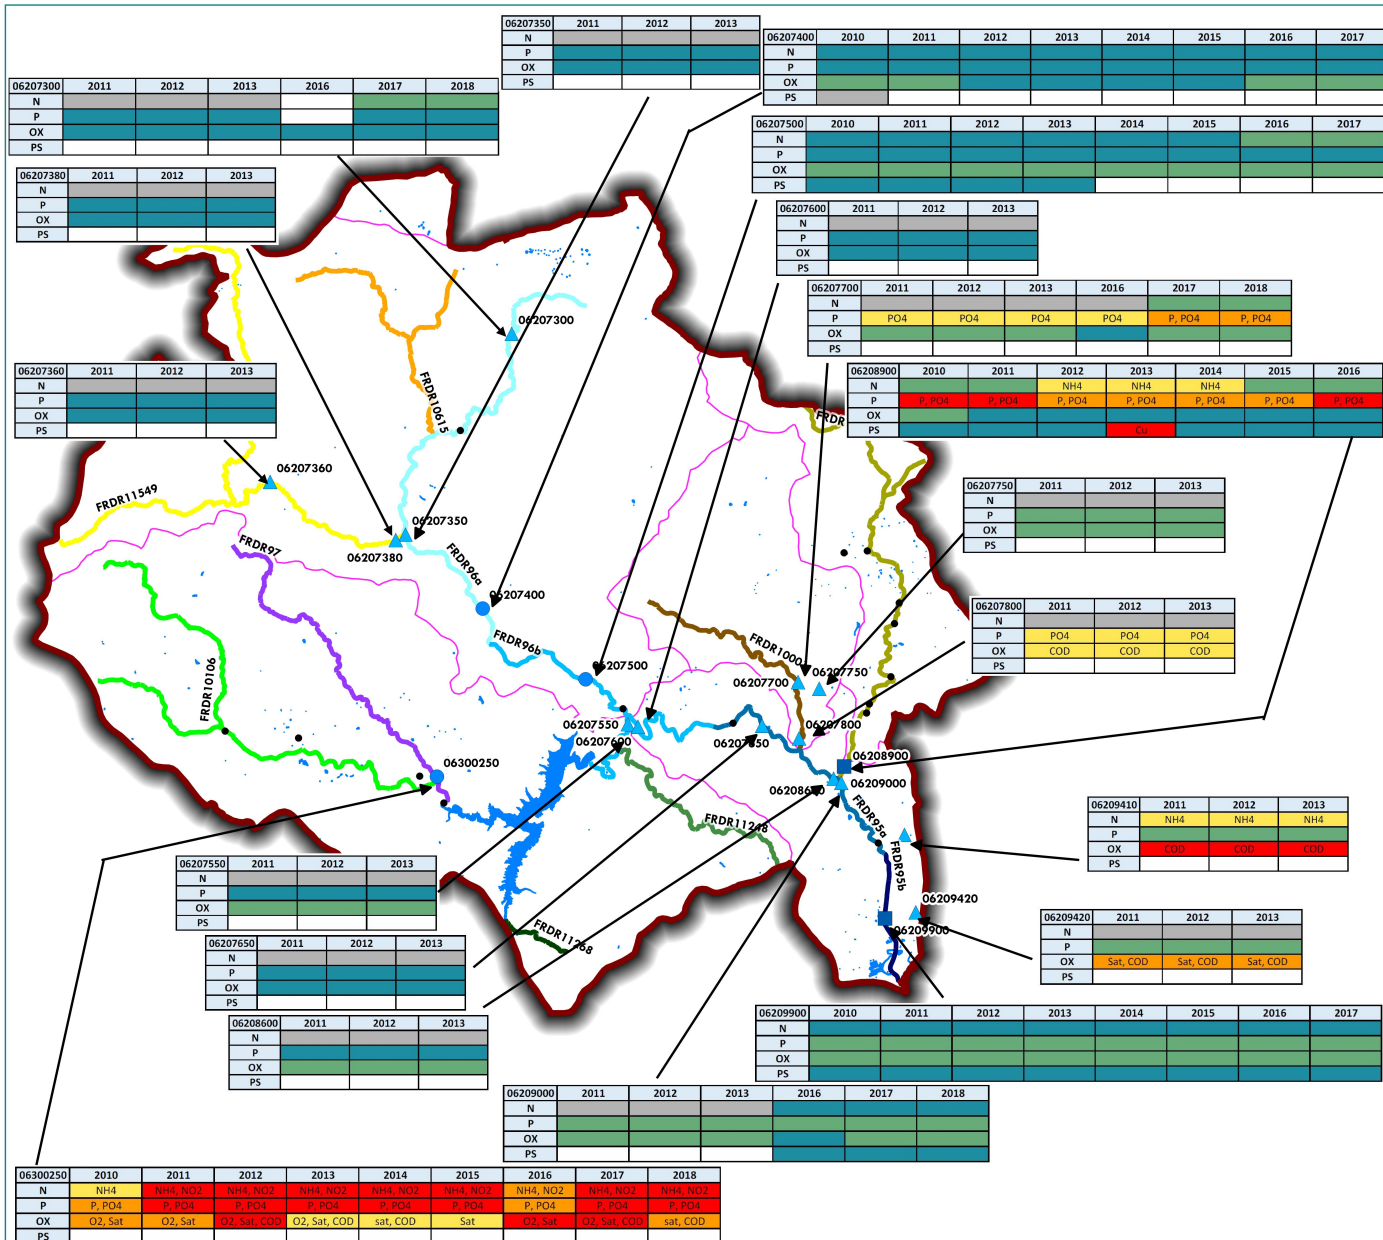 06207350 2011 2012 2013
N
P
OX
PS
06207400 2010 2011 2012 2013 2014 2015 2016 2017
N
P
OX
PS
06207300 2011 2012 2013 2016 2017 2018
N
P
OX
PS
06207500 2010 2011 2012 2013 2014 2015 2016 2017
N
P
OX
PS
06207380 2011 2012 2013
N
P
OX
PS
06207600 2011 2012 2013
N
P
OX
PS
06207700 2011 2012 2013 2016 2017 2018
N
P PO4 PO4 PO4 PO4 P, PO4 P, PO4
OX
PS
06207360 2011 2012 2013
N
P
OX
PS
06208900 2010 2011 2012 2013 2014 2015 2016
N NH4 NH4 NH4
P P, PO4 P, PO4 P, PO4 P, PO4 P, PO4 P, PO4 P, PO4
OX
PS Cu
06207300
FRDR10615
FRDR
06207360
FRDR11549
06207350
06207380
FRDR97
FRDR96a
06207400
FRDR96b
06207500
FRDR10106
06207750 2011 2012 2013
N
P
OX
PS
06207800 2011 2012 2013
N
P PO4 PO4 PO4
OX COD COD COD
PS
06207750
06207700
06207550
06207600
06207800
06208900
06209000
06300250
FRDR11248
FRDR95a
FRDR95b
06209420
06209900
FRDR11268
06209410 2011 2012 2013
N NH4 NH4 NH4
P
OX COD COD COD
PS
06207550 2011 2012 2013
N
P
OX
PS
06209420 2011 2012 2013
N
P
OX Sat, COD Sat, COD Sat, COD
PS
06207650 2011 2012 2013
N
P
OX
PS
06208600 2011 2012 2013
N
P
OX
PS
06209900 2010 2011 2012 2013 2014 2015 2016 2017
N
P
OX
PS
06209000 2011 2012 2013 2016 2017 2018
N
P
OX
PS
06300250 2010 2011 2012 2013 2014 2015 2016 2017 2018
N NH4 NH4, NO2 NH4, NO2 NH4, NO2 NH4, NO2 NH4, NO2 NH4, NO2 NH4, NO2 NH4, NO2
P P, PO4 P, PO4 P, PO4 P, PO4 P, PO4 P, PO4 P, PO4 P, PO4 P, PO4
OX O2, Sat O2, Sat O2, Sat, COD O2, Sat, COD sat, COD Sat O2, Sat O2, Sat, COD sat, COD
PS